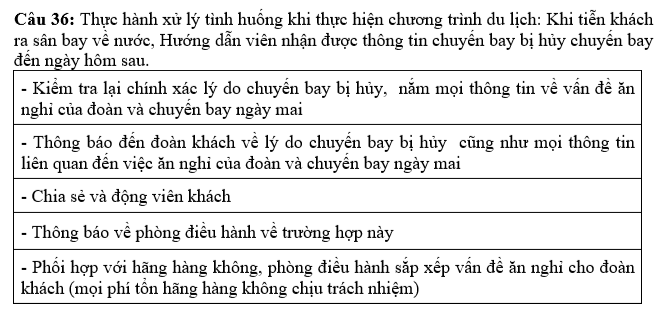 Câu 36: Thực hành xử lý tình huống khi thực hiện chương trình du lịch: Khi tiễn khách
ra sân bay về nước, Hướng dẫn viên nhận được thông tin chuyến bay bị hủy chuyến bay
đến ngày hôm sau.
- Kiểm tra lại chính xác lý do chuyến bay bị hủy, nắm mọi thông tin về vấn đề ăn
nghỉ của đoàn và chuyến bay ngày mai
- Thông báo đến đoàn khách về lý do chuyến bay bị hủy cũng như mọi thông tin
liên quan đến việc ăn nghỉ của đoàn và chuyến bay ngày mai
- Chia sẻ và động viên khách
- Thông báo về phòng điều hành về trường hợp này
- Phối hợp với hãng hàng không, phòng điều hành sắp xếp vấn đề ăn nghỉ cho đoàn
khách (mọi phí tổn hãng hàng không chịu trách nhiệm)